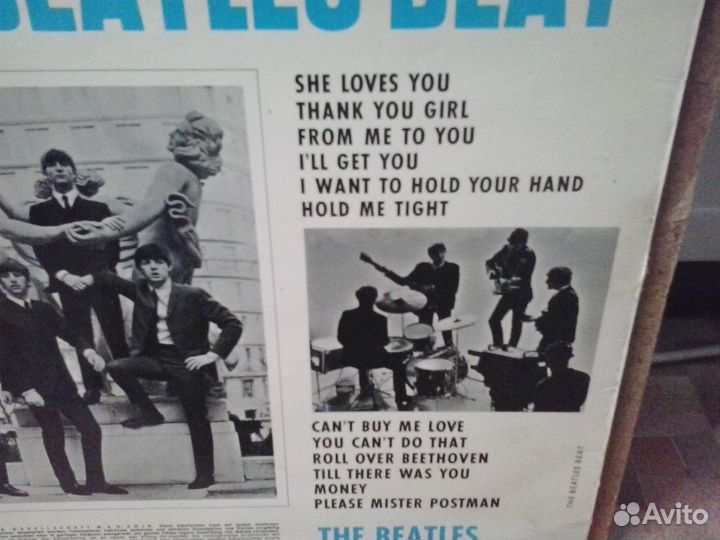 BEATLES BEAT
SHE LOVES YOU
THANK YOU GIRL
FROM ME TO YOU
I'LL GET YOU
I WANT TO HOLD YOUR HAND
HOLD ME TIGHT
CAN'T BUY ME LOVE
YOU CAN'T DO THAT
ROLL OVER BEETHOVEN
TILL THERE WAS YOU
MONEY
PLEASE MISTER POSTMAN
THE BEATLES BEAT
THE BEATLES
Avito